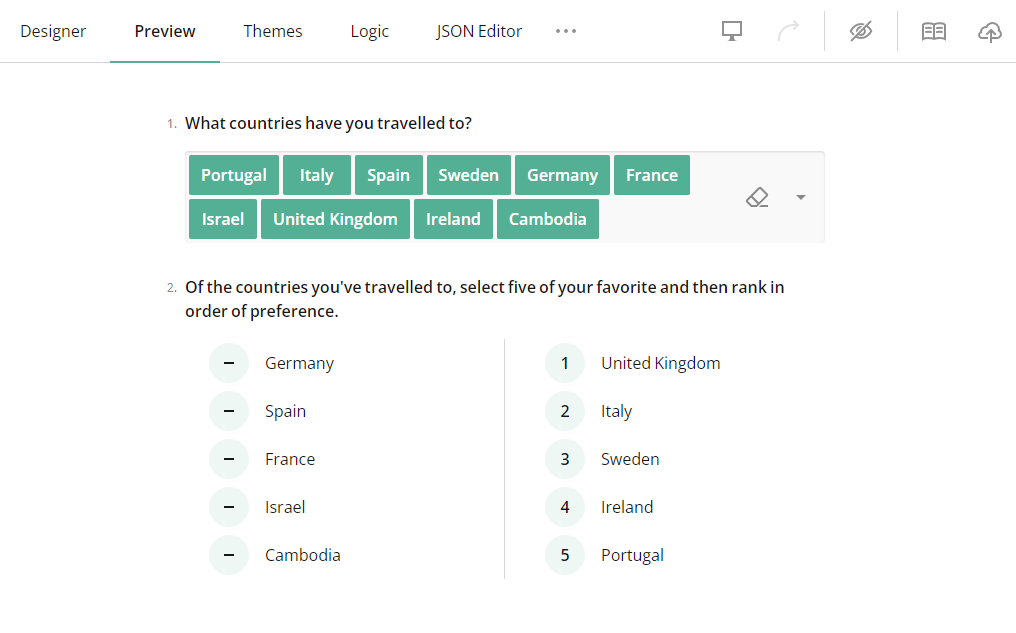 Designer Preview Themes Logic JSON Editor
1. What countries have you travelled to?
Portugal Italy Spain Sweden Germany France
Israel United Kingdom Ireland Cambodia
2. Of the countries you've travelled to, select five of your favorite and then rank in
order of preference.
– Germany
– Spain
– France
– Israel
– Cambodia
1 United Kingdom
2 Italy
3 Sweden
4 Ireland
5 Portugal